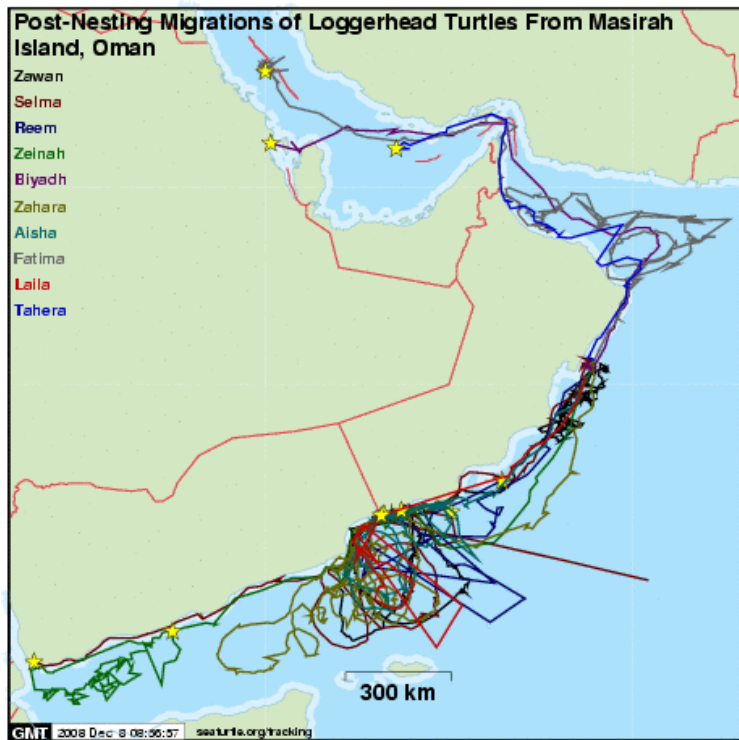 Post-Nesting Migrations of Loggerhead Turtles From Masirah
Island, Oman
Zawan
Selma
Reem
Zeinah
Biyadh
Zahara
Aisha
Fatima
Laila
Tahera
300 km
GMT 2008 Dec 8 08:56:57 seaturtle.org/tracking